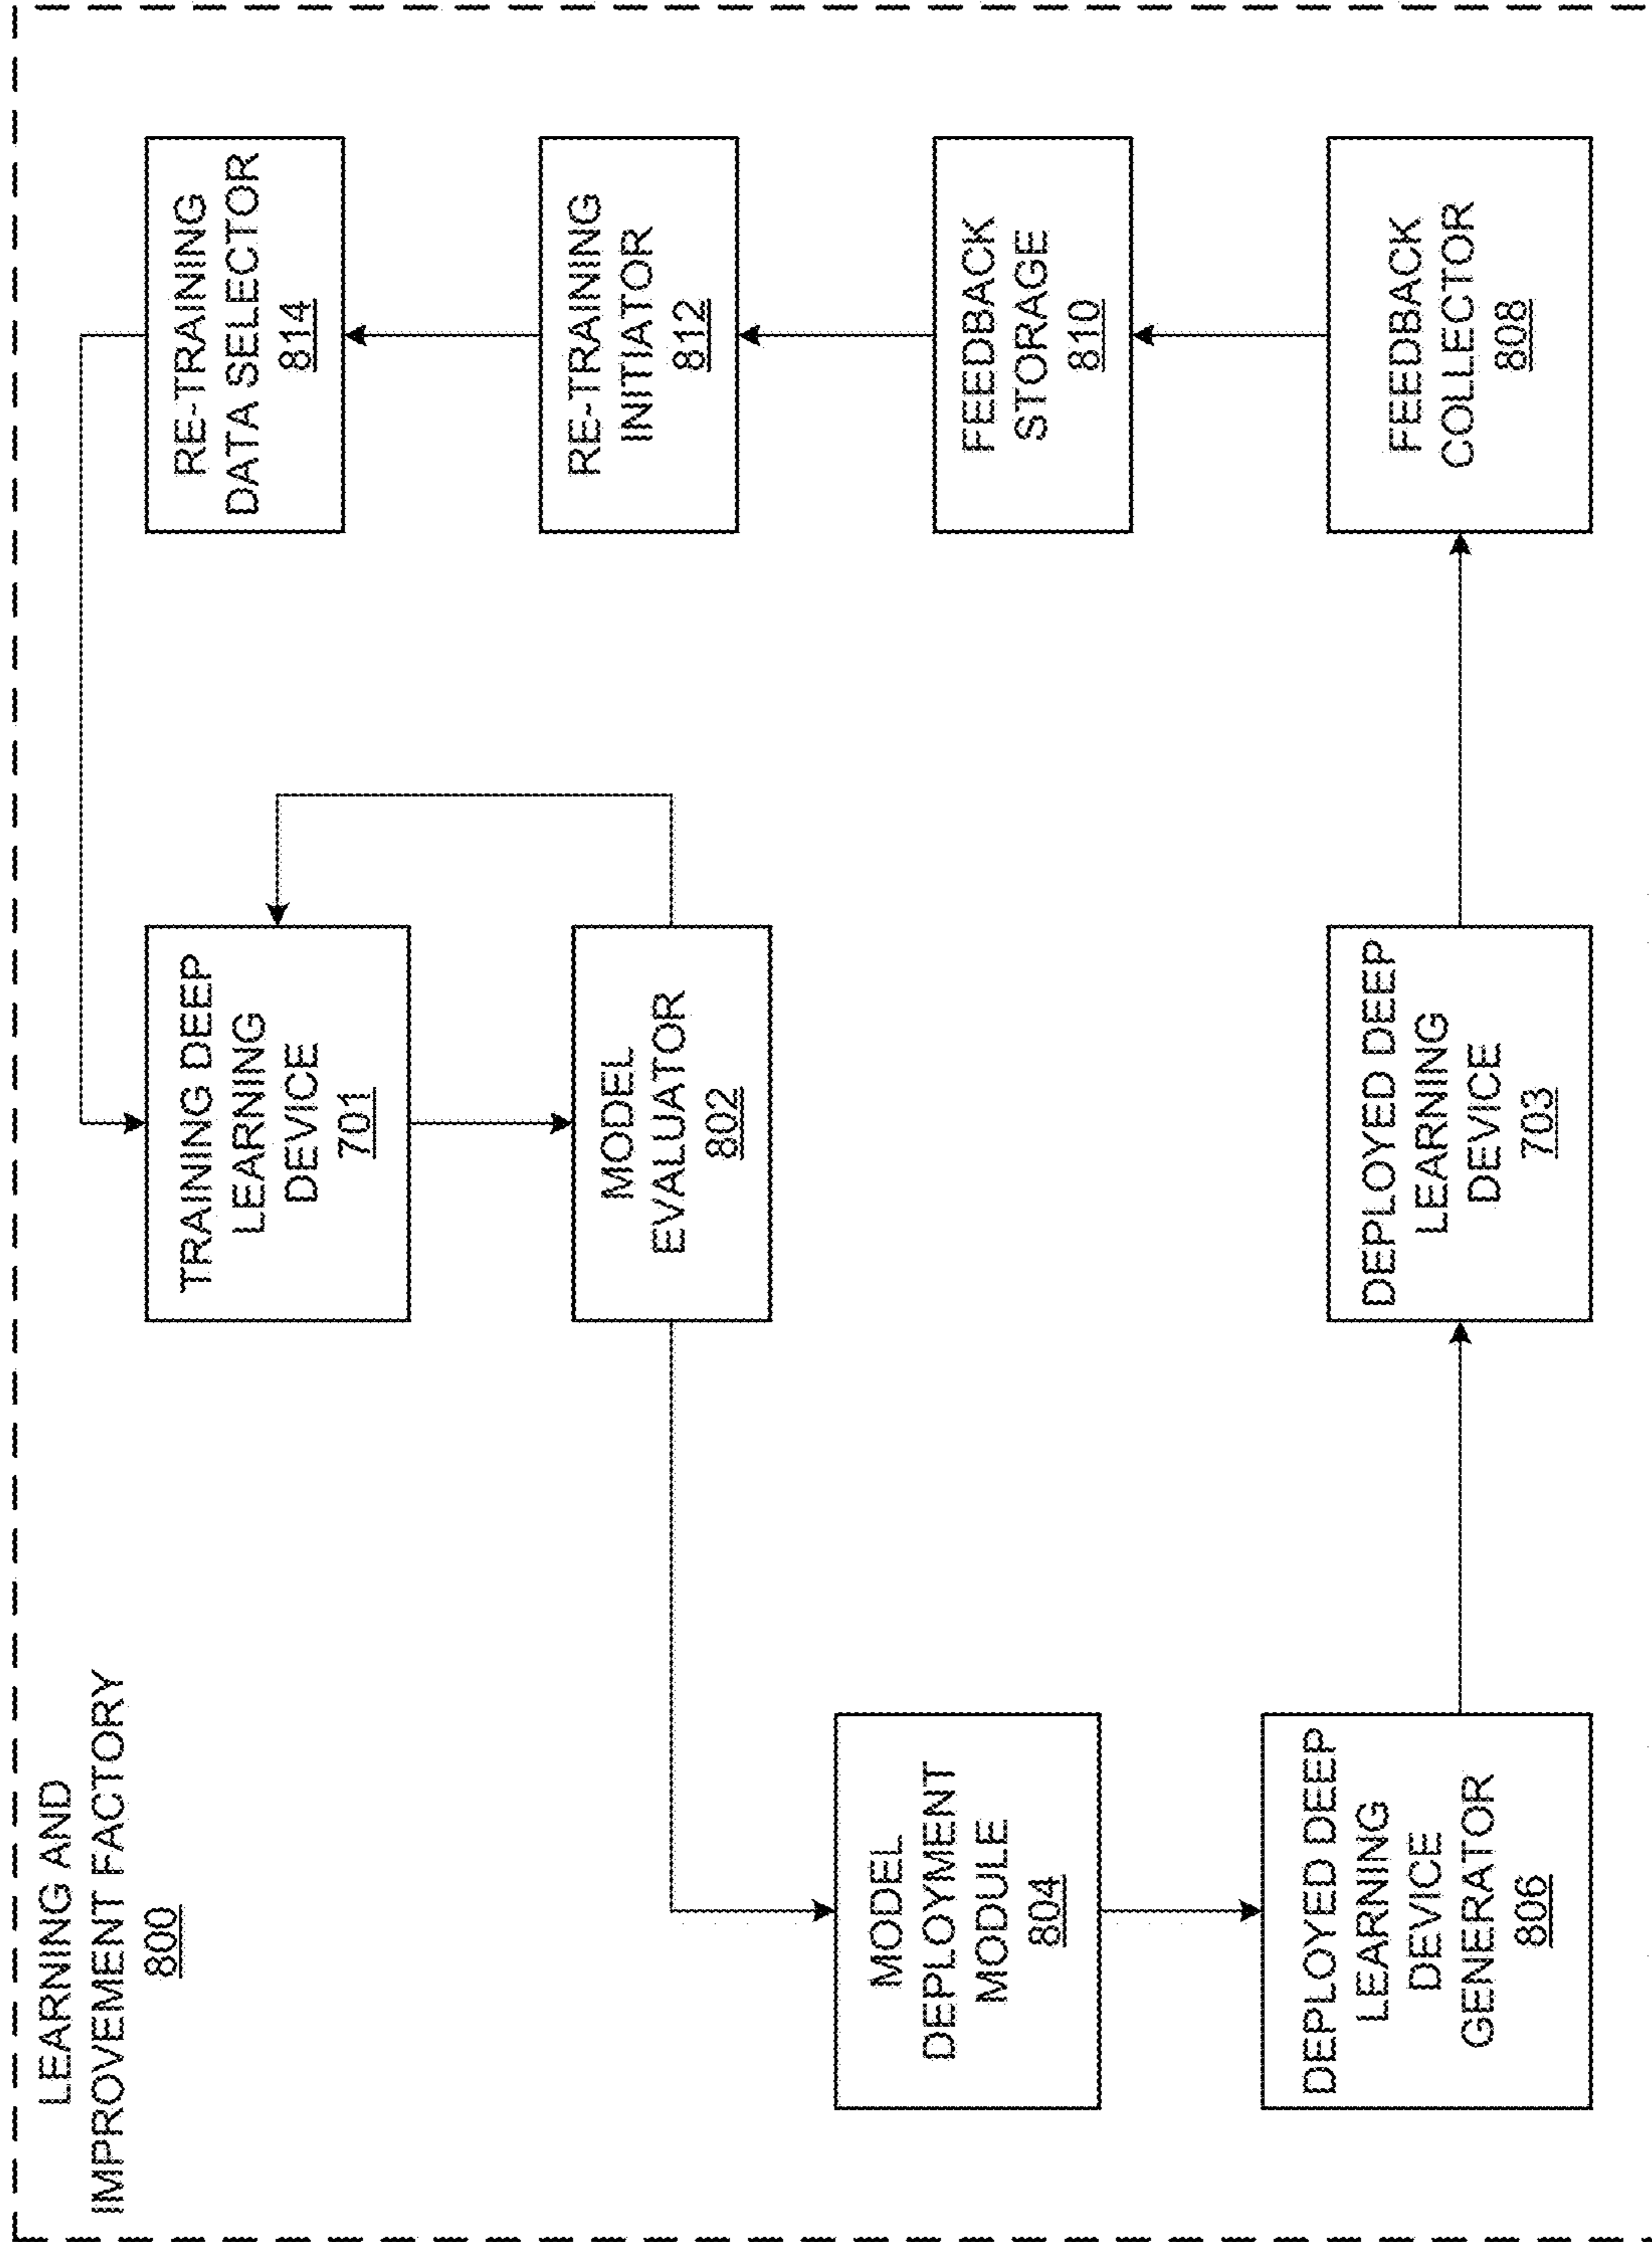 LEARNING AND
IMPROVEMENT FACTORY
800
MODEL
DEPLOYMENT
MODULE
804
DEPLOYED DEEP
LEARNING
DEVICE
GENERATOR
806
TRAINING DEEP
LEARNING
DEVICE
701
MODEL
EVALUATOR
802
DEPLOYED DEEP
LEARNING
DEVICE
703
RE-TRAINING
DATA SELECTOR
814
RE-TRAINING
INITIATOR
812
FEEDBACK
STORAGE
810
FEEDBACK
COLLECTOR
808